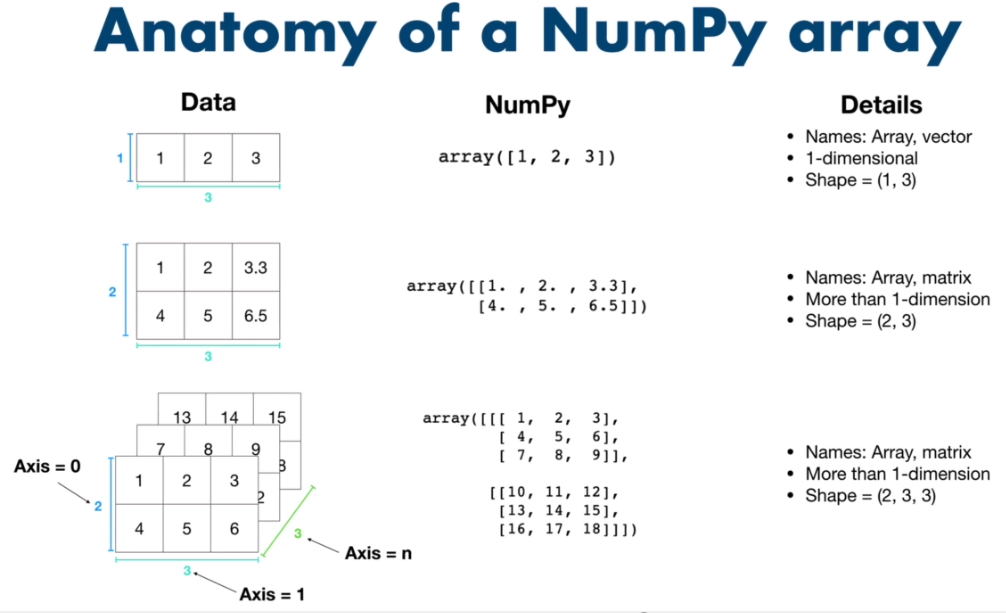 Anatomy of a NumPy array
Data
NumPy
Details
1
1 2 3
3
array([1, 2, 3])
• Names: Array, vector
• 1-dimensional
• Shape = (1, 3)
2
1 2 3.3
4 5 6.5
3
array([[1. , 2. , 3.3],
[4. , 5. , 6.5]])
• Names: Array, matrix
• More than 1-dimension
• Shape = (2, 3)
13 14 15
7 8 9
8
1 2 3
2
4 5 6
Axis = 0
2
3
Axis = n
3
Axis = 1
array([[[ 1, 2, 3],
[ 4, 5, 6],
[ 7, 8, 9]],
[[10, 11, 12],
[13, 14, 15],
[16, 17, 18]]])
• Names: Array, matrix
• More than 1-dimension
• Shape = (2, 3, 3)